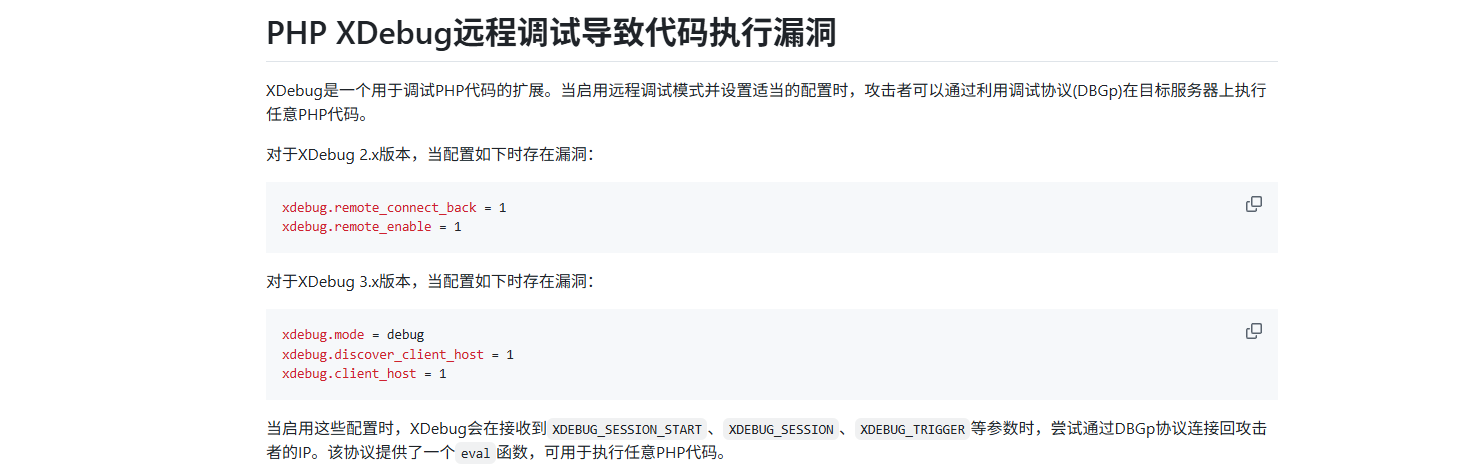 PHP XDebug远程调试导致代码执行漏洞
XDebug是一个用于调试PHP代码的扩展。当启用远程调试模式并设置适当的配置时，攻击者可以通过利用调试协议(DBGp)在目标服务器上执行
任意PHP代码。
对于XDebug 2.x版本，当配置如下时存在漏洞：
xdebug.remote_connect_back = 1
xdebug.remote_enable = 1
对于XDebug 3.x版本，当配置如下时存在漏洞：
xdebug.mode = debug
xdebug.discover_client_host = 1
xdebug.client_host = 1
当启用这些配置时，XDebug会在接收到 XDEBUG_SESSION_START 、 XDEBUG_SESSION 、 XDEBUG_TRIGGER 等参数时，尝试通过DBGp协议连接回攻击
者的IP。该协议提供了一个 eval 函数，可用于执行任意PHP代码。